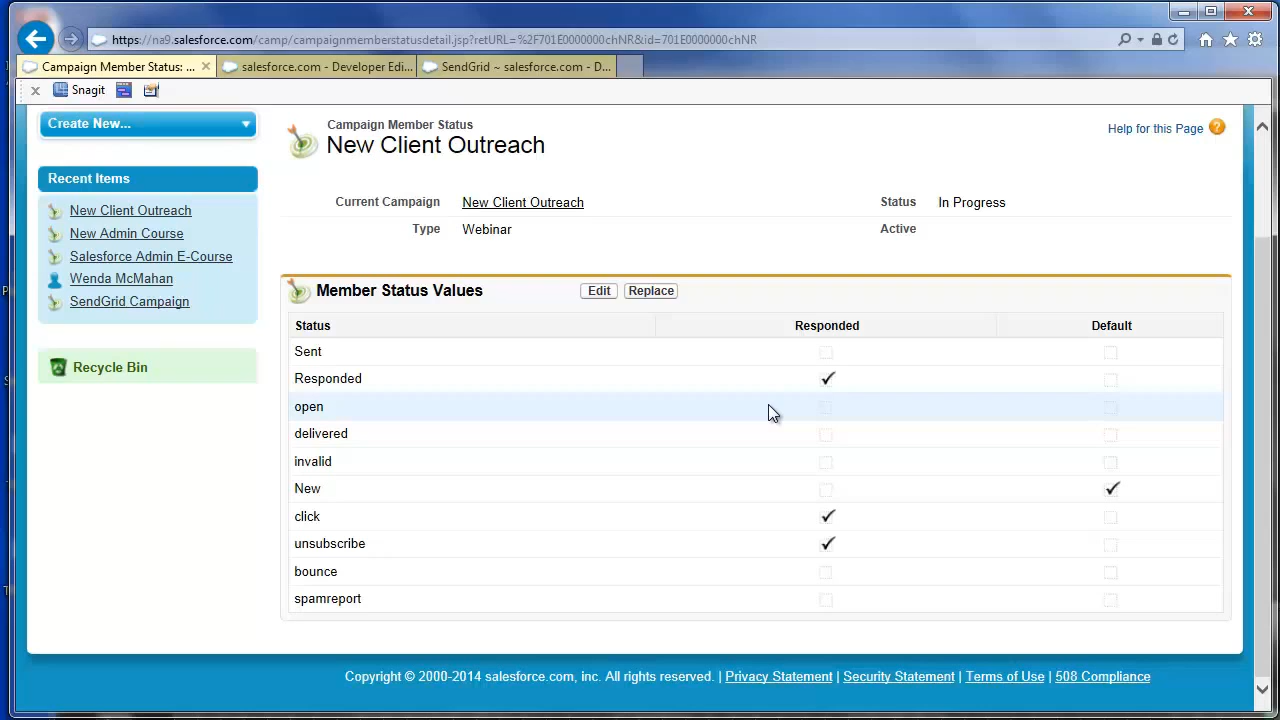 https://na9.salesforce.com/camp/campaignmemberstatusdetail.jsp?retURL=%2F701E0000000chNR&id=701E0000000chNR
Campaign Member Status: ...
salesforce.com - Developer Edi...
SendGrid ~ salesforce.com - D...
Snagit
Create New...
Campaign Member Status
New Client Outreach
Help for this Page
Recent Items
New Client Outreach
New Admin Course
Salesforce Admin E-Course
Wenda McMahan
SendGrid Campaign
Recycle Bin
Current Campaign New Client Outreach Status In Progress
Type Webinar Active
Member Status Values Edit Replace
Status Responded Default
Sent
Responded
open
delivered
invalid
New
click
unsubscribe
bounce
spamreport
Copyright © 2000-2014 salesforce.com, inc. All rights reserved. | Privacy Statement | Security Statement | Terms of Use | 508 Compliance